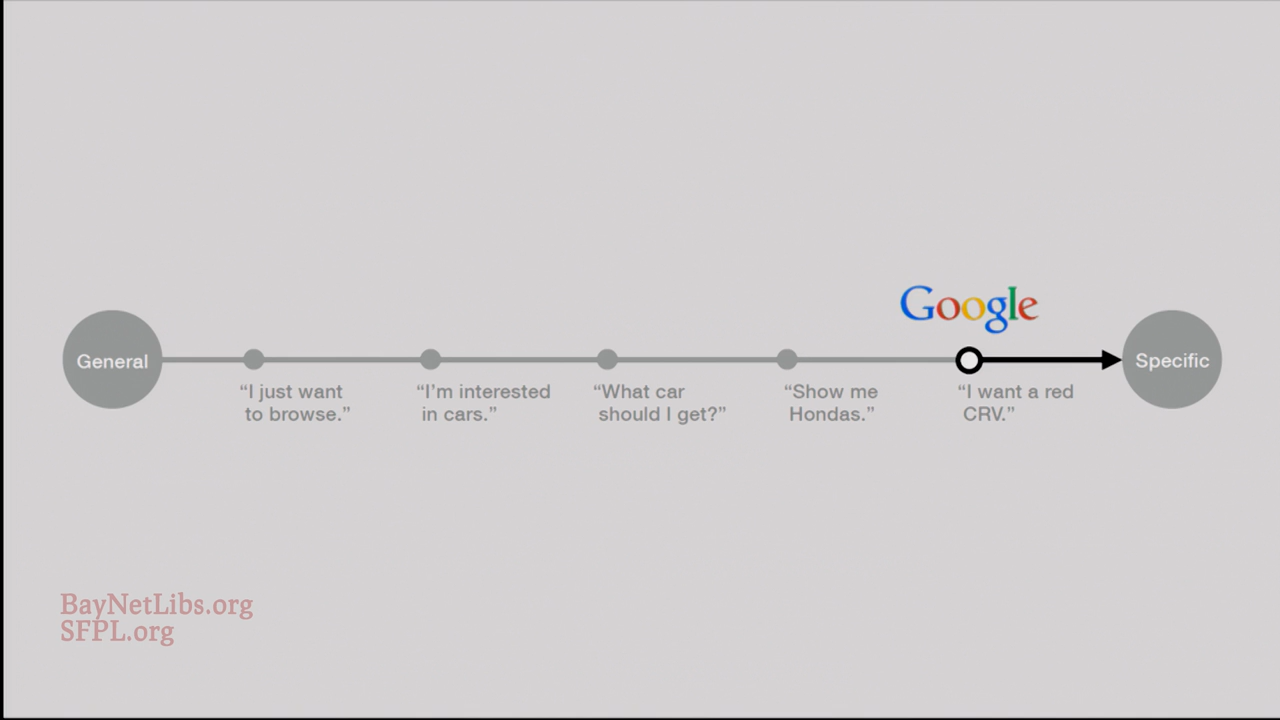 Google
General
Specific
“I just want
to browse.”
“I’m interested
in cars.”
“What car
should I get?”
“Show me
Hondas.”
“I want a red
CRV.”
BayNetLibs.org
SFPL.org